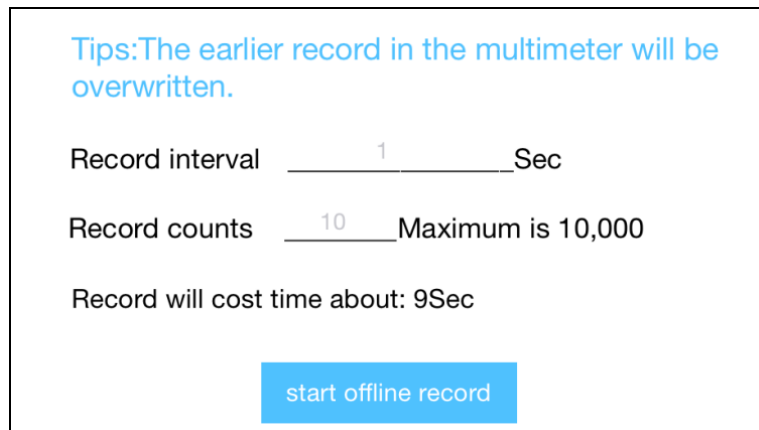 Tips:The earlier record in the multimeter will be
overwritten.
Record interval 1 Sec
Record counts 10 Maximum is 10,000
Record will cost time about: 9Sec
start offline record